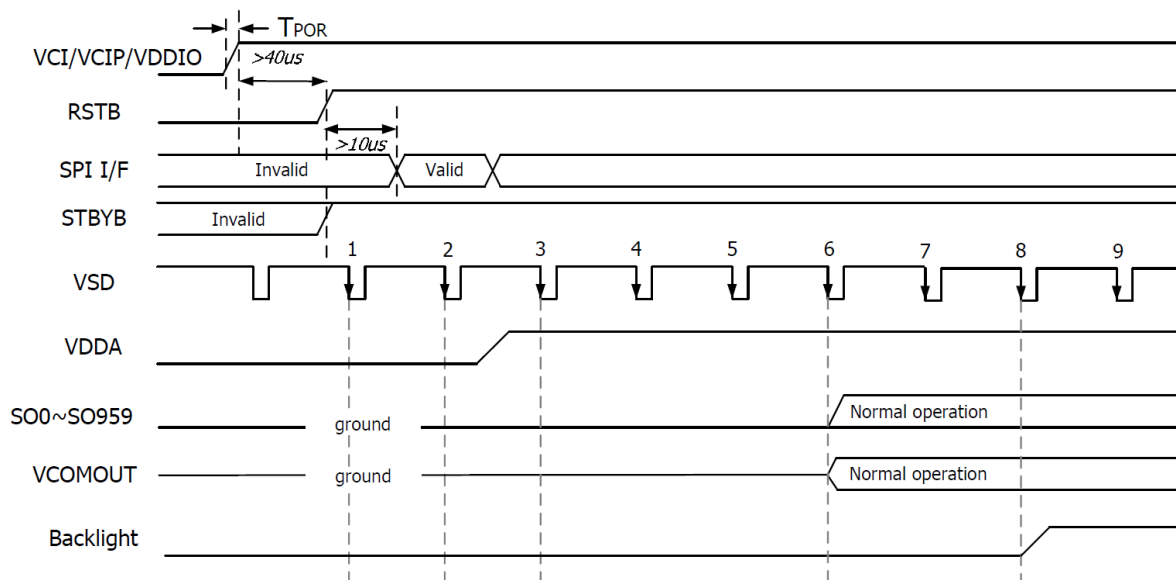 TPOR
VCI/VCIP/VDDIO
>40us
RSTB
>10us
SPI I/F
Invalid
Valid
STBYB
Invalid
1 2 3 4 5 6 7 8 9
VSD
VDDA
SO0~SO959
ground
Normal operation
VCOMOUT
ground
Normal operation
Backlight